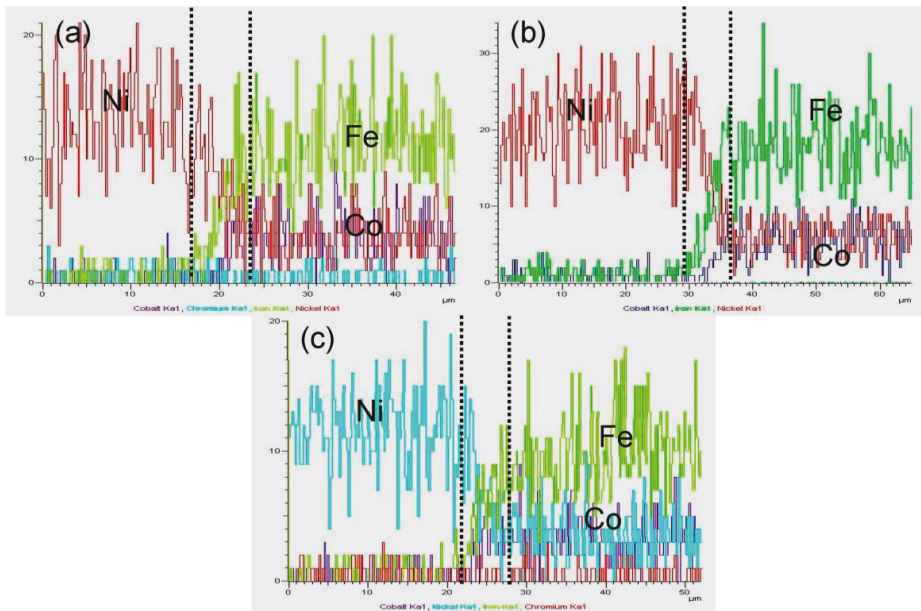 (a)
Ni
Fe
Co
20
10
0
0 10 20 30 40
µm
Cobalt Ka1, Chromium Ka1, Iron Ka1, Nickel Ka1
(b)
Ni
Fe
Co
30
20
10
0
0 10 20 30 40 50 60
µm
Cobalt Ka1, Iron Ka1, Nickel Ka1
(c)
Ni
Fe
Co
20
10
0
0 10 20 30 40 50
µm
Cobalt Ka1, Nickel Ka1, Iron Ka1, Chromium Ka1